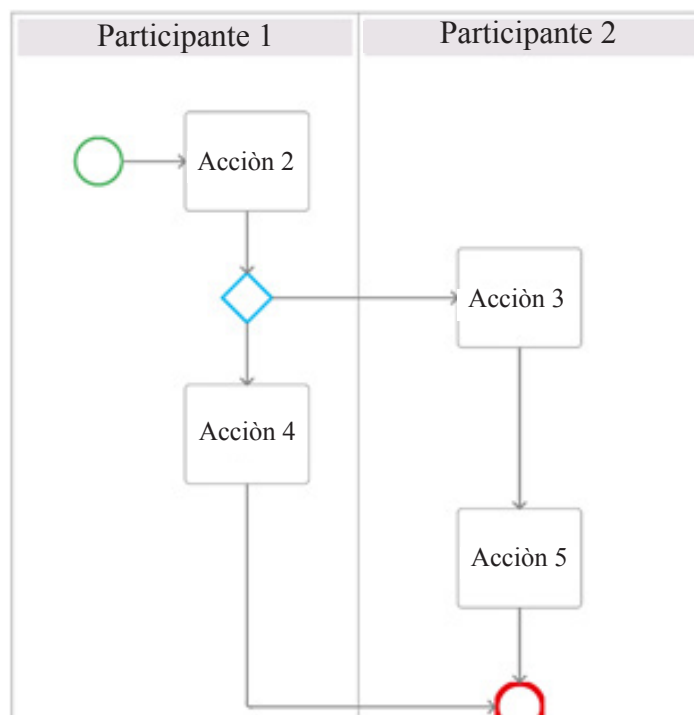 Participante 1
Participante 2
Acciòn 2
Acciòn 3
Acciòn 4
Acciòn 5